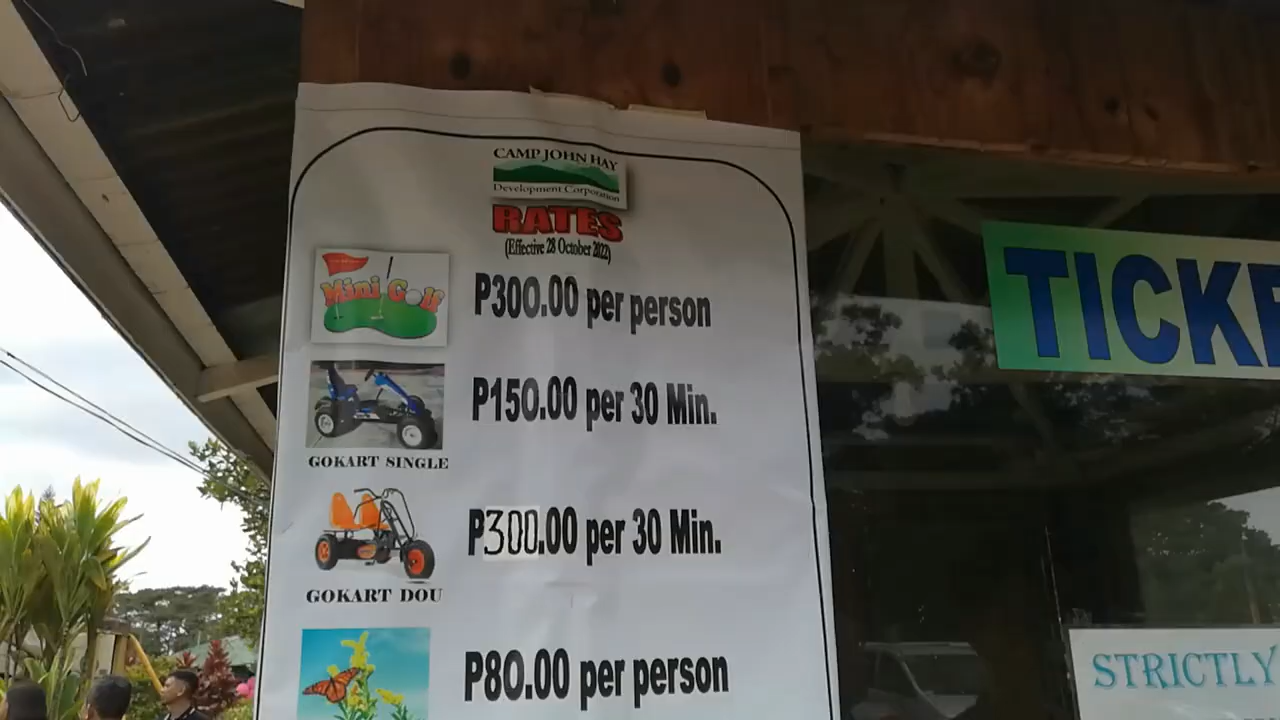 CAMP JOHN HAY
Development Corporation
RATES
(Effective 28 October 2022)
Mini Golf
P300.00 per person
P150.00 per 30 Min.
GOKART SINGLE
P300.00 per 30 Min.
GOKART DOU
P80.00 per person
TICKE
STRICTLY